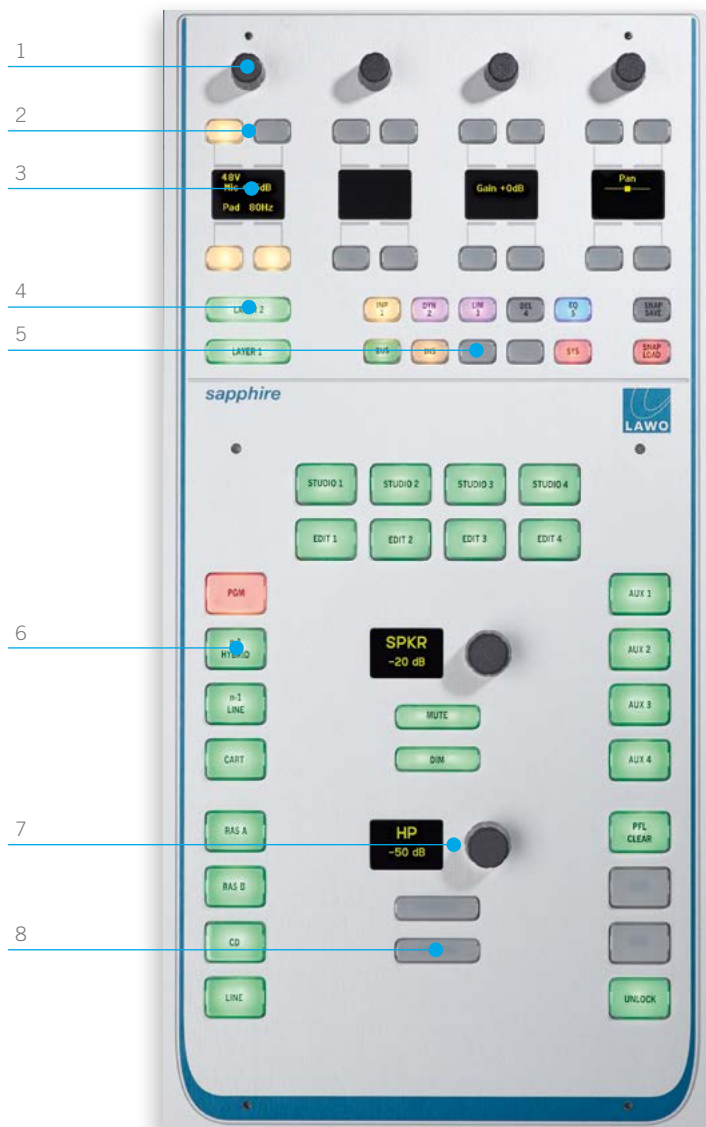 1
2
3
4
5
6
7
8
48V
Mic dB
Pad 80Hz
Gain +0dB
Pan
LAYER 2
INP 1
DYN 2
LIM 3
DEL 4
EQ 5
SNAP SAVE
LAYER 1
BUS
INS
SYS
SNAP LOAD
sapphire
LAWO
STUDIO 1
STUDIO 2
STUDIO 3
STUDIO 4
EDIT 1
EDIT 2
EDIT 3
EDIT 4
PGM
AUX 1
HYBRID
SPKR
-20 dB
AUX 2
n-1
LINE
MUTE
AUX 3
CART
DIM
AUX 4
RAS A
HP
-50 dB
PFL
CLEAR
RAS B
CD
LINE
UNLOCK